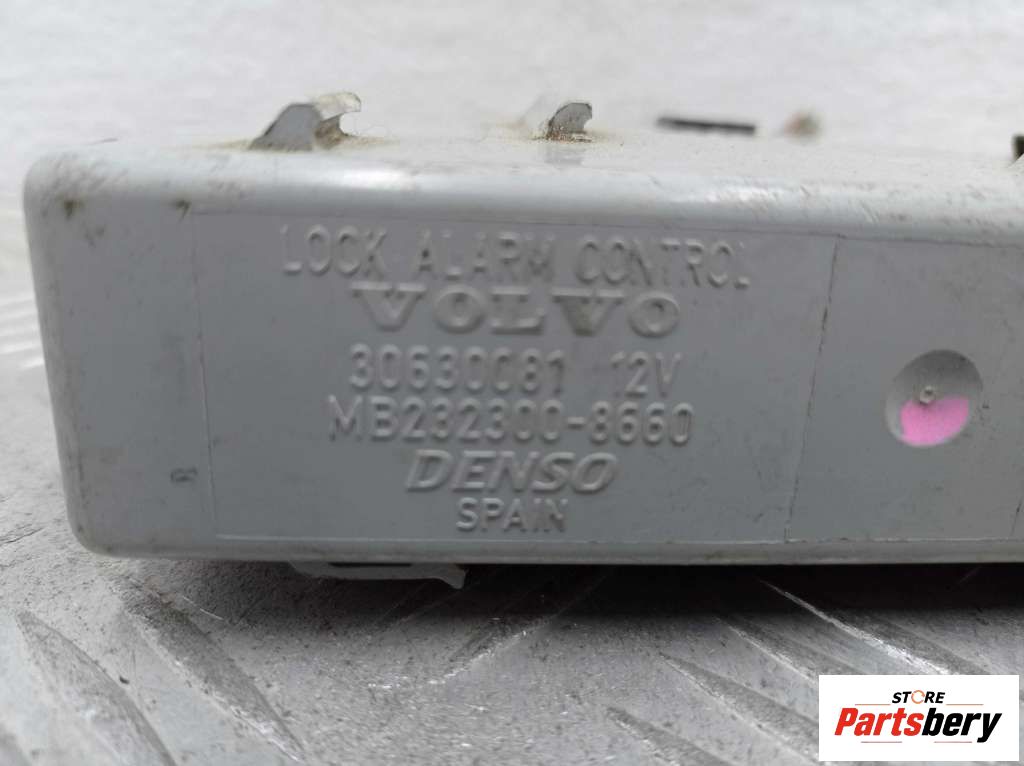 LOCK ALARM CONTROL
VOLVO
30630081 12V
MB232300-8660
DENSO
SPAIN
STORE
Partsbery